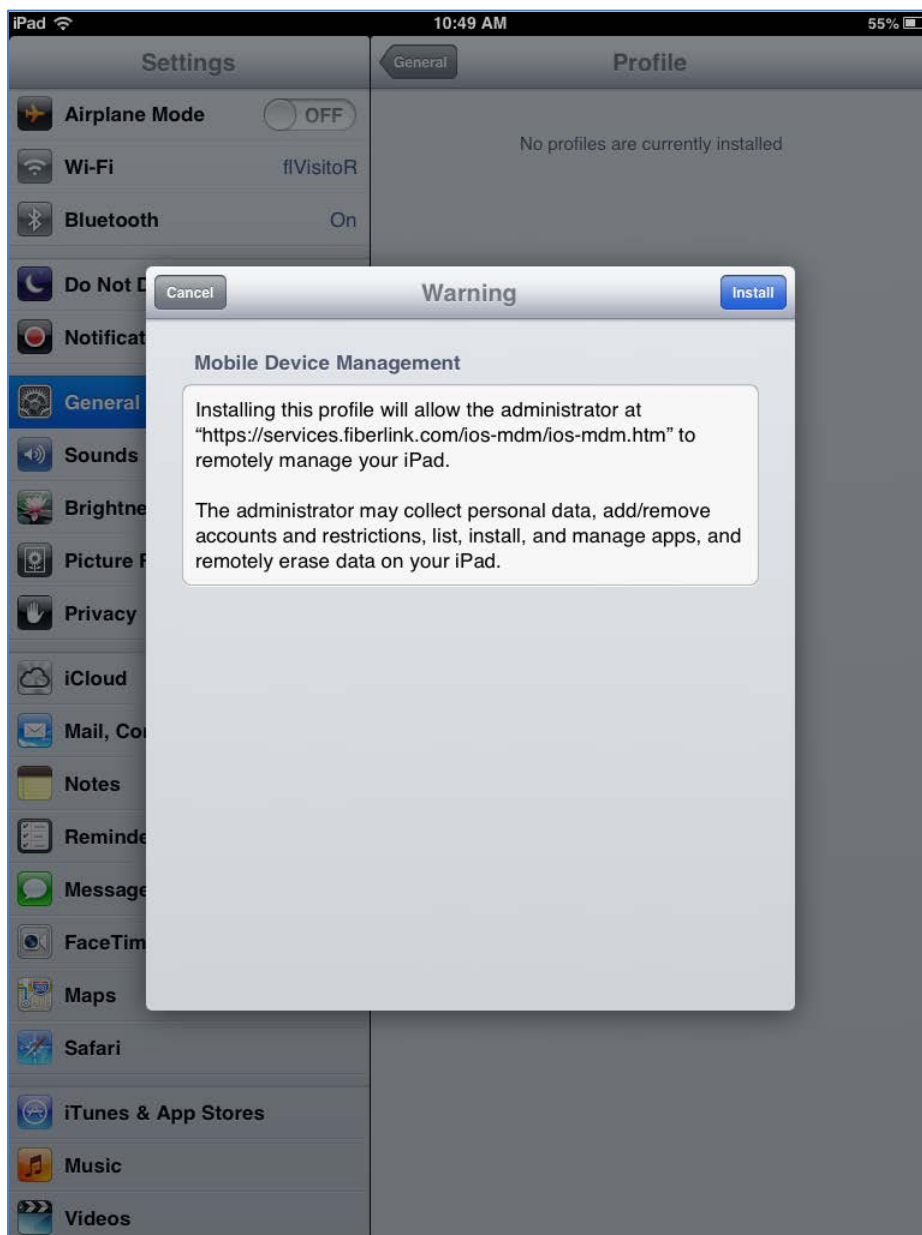 iPad
10:49 AM
55%
Settings
General
Profile
Airplane Mode
OFF
No profiles are currently installed
Wi-Fi
flVisitoR
Bluetooth
On
Do Not D
Cancel
Warning
Install
Notificat
Mobile Device Management
General
Installing this profile will allow the administrator at
“https://services.fiberlink.com/ios-mdm/ios-mdm.htm” to
remotely manage your iPad.
The administrator may collect personal data, add/remove
accounts and restrictions, list, install, and manage apps, and
remotely erase data on your iPad.
Sounds
Brightne
Picture F
Privacy
iCloud
Mail, Con
Notes
Reminde
Message
FaceTim
Maps
Safari
iTunes & App Stores
Music
Videos